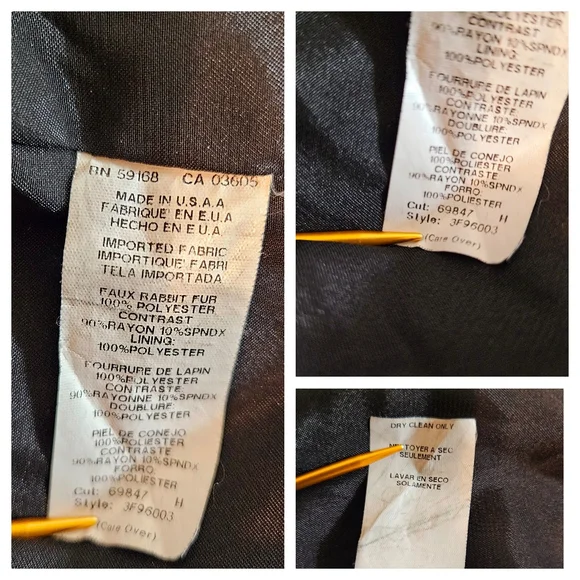 RN 59168 CA 03605
MADE IN U.S.A.A
FABRIQUE' EN E.U.A
HECHO EN E.U.A.
IMPORTED FABRIC
IMPORTIQUE' FABRI
TELA IMPORTADA
FAUX RABBIT FUR
100% POLYESTER
CONTRAST
90%RAYON 10%SPNDX
LINING:
100%POLYESTER
FOURRURE DE LAPIN
100%POLYESTER
CONTRASTE:
90%RAYONNE 10%SPNDX
DOUBLURE:
100%POLYESTER
PIEL DE CONEJO
100%POLIESTER
CONTRASTE
90%RAYON 10%SPNDX
FORRO:
100%POLIESTER
Cut: 69847 H
Style: 3F96003
(Care Over)
100% POLYESTER
CONTRAST
90%RAYON 10%SPNDX
LINING:
100%POLYESTER
FOURRURE DE LAPIN
100%POLYESTER
CONTRASTE:
90%RAYONNE 10%SPNDX
DOUBLURE:
100%POLYESTER
PIEL DE CONEJO
100%POLIESTER
CONTRASTE
90%RAYON 10%SPNDX
FORRO:
100%POLIESTER
Cut: 69847 H
Style: 3F96003
(Care Over)
DRY CLEAN ONLY
NETTOYER A SEC
SEULEMENT
LAVAR EN SECO
SOLAMENTE